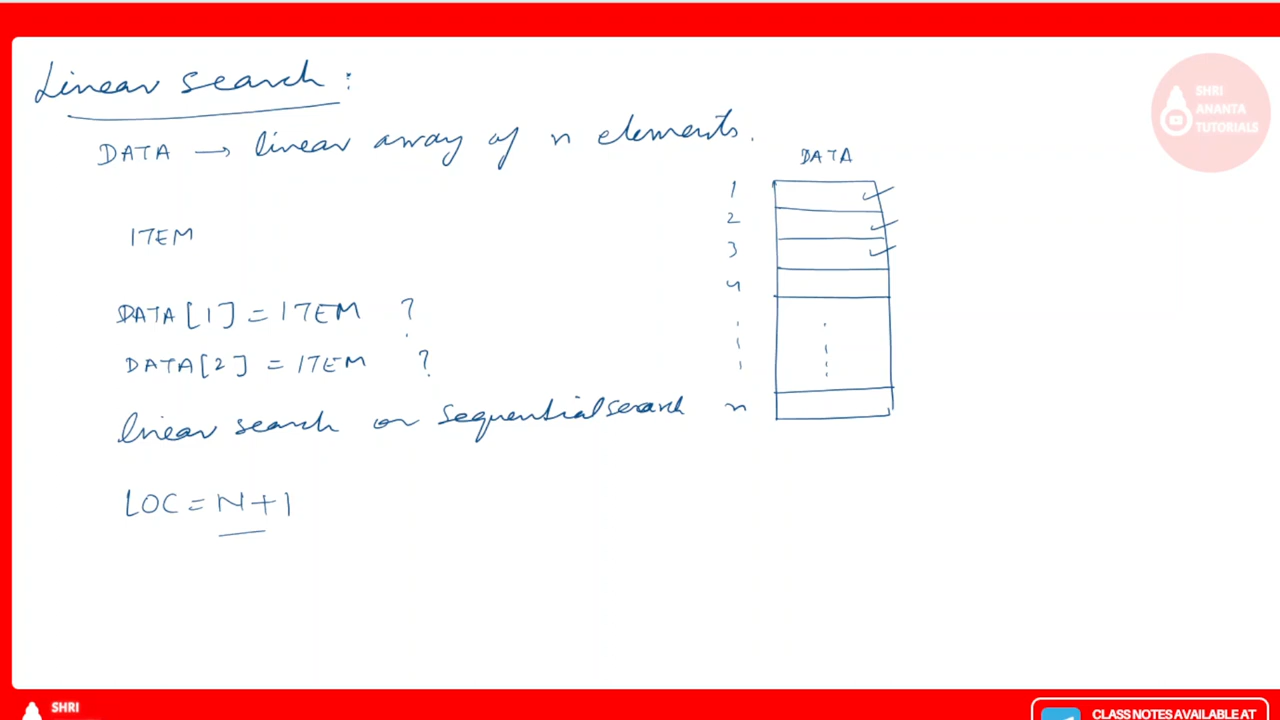 Linear search :
DATA → linear array of n elements.
ITEM
DATA[1] = ITEM ?
DATA[2] = ITEM ?
linear search or sequential search
LOC = N+1
DATA
1
2
3
4
n
SHRI
ANANTA
TUTORIALS
SHRI
CLASS NOTES AVAILABLE AT